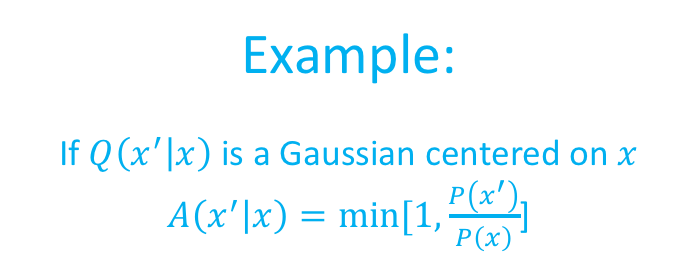 Example:
If Q(x′|x) is a Gaussian centered on x
A(x′|x) = min[1, P(x′)/P(x)]